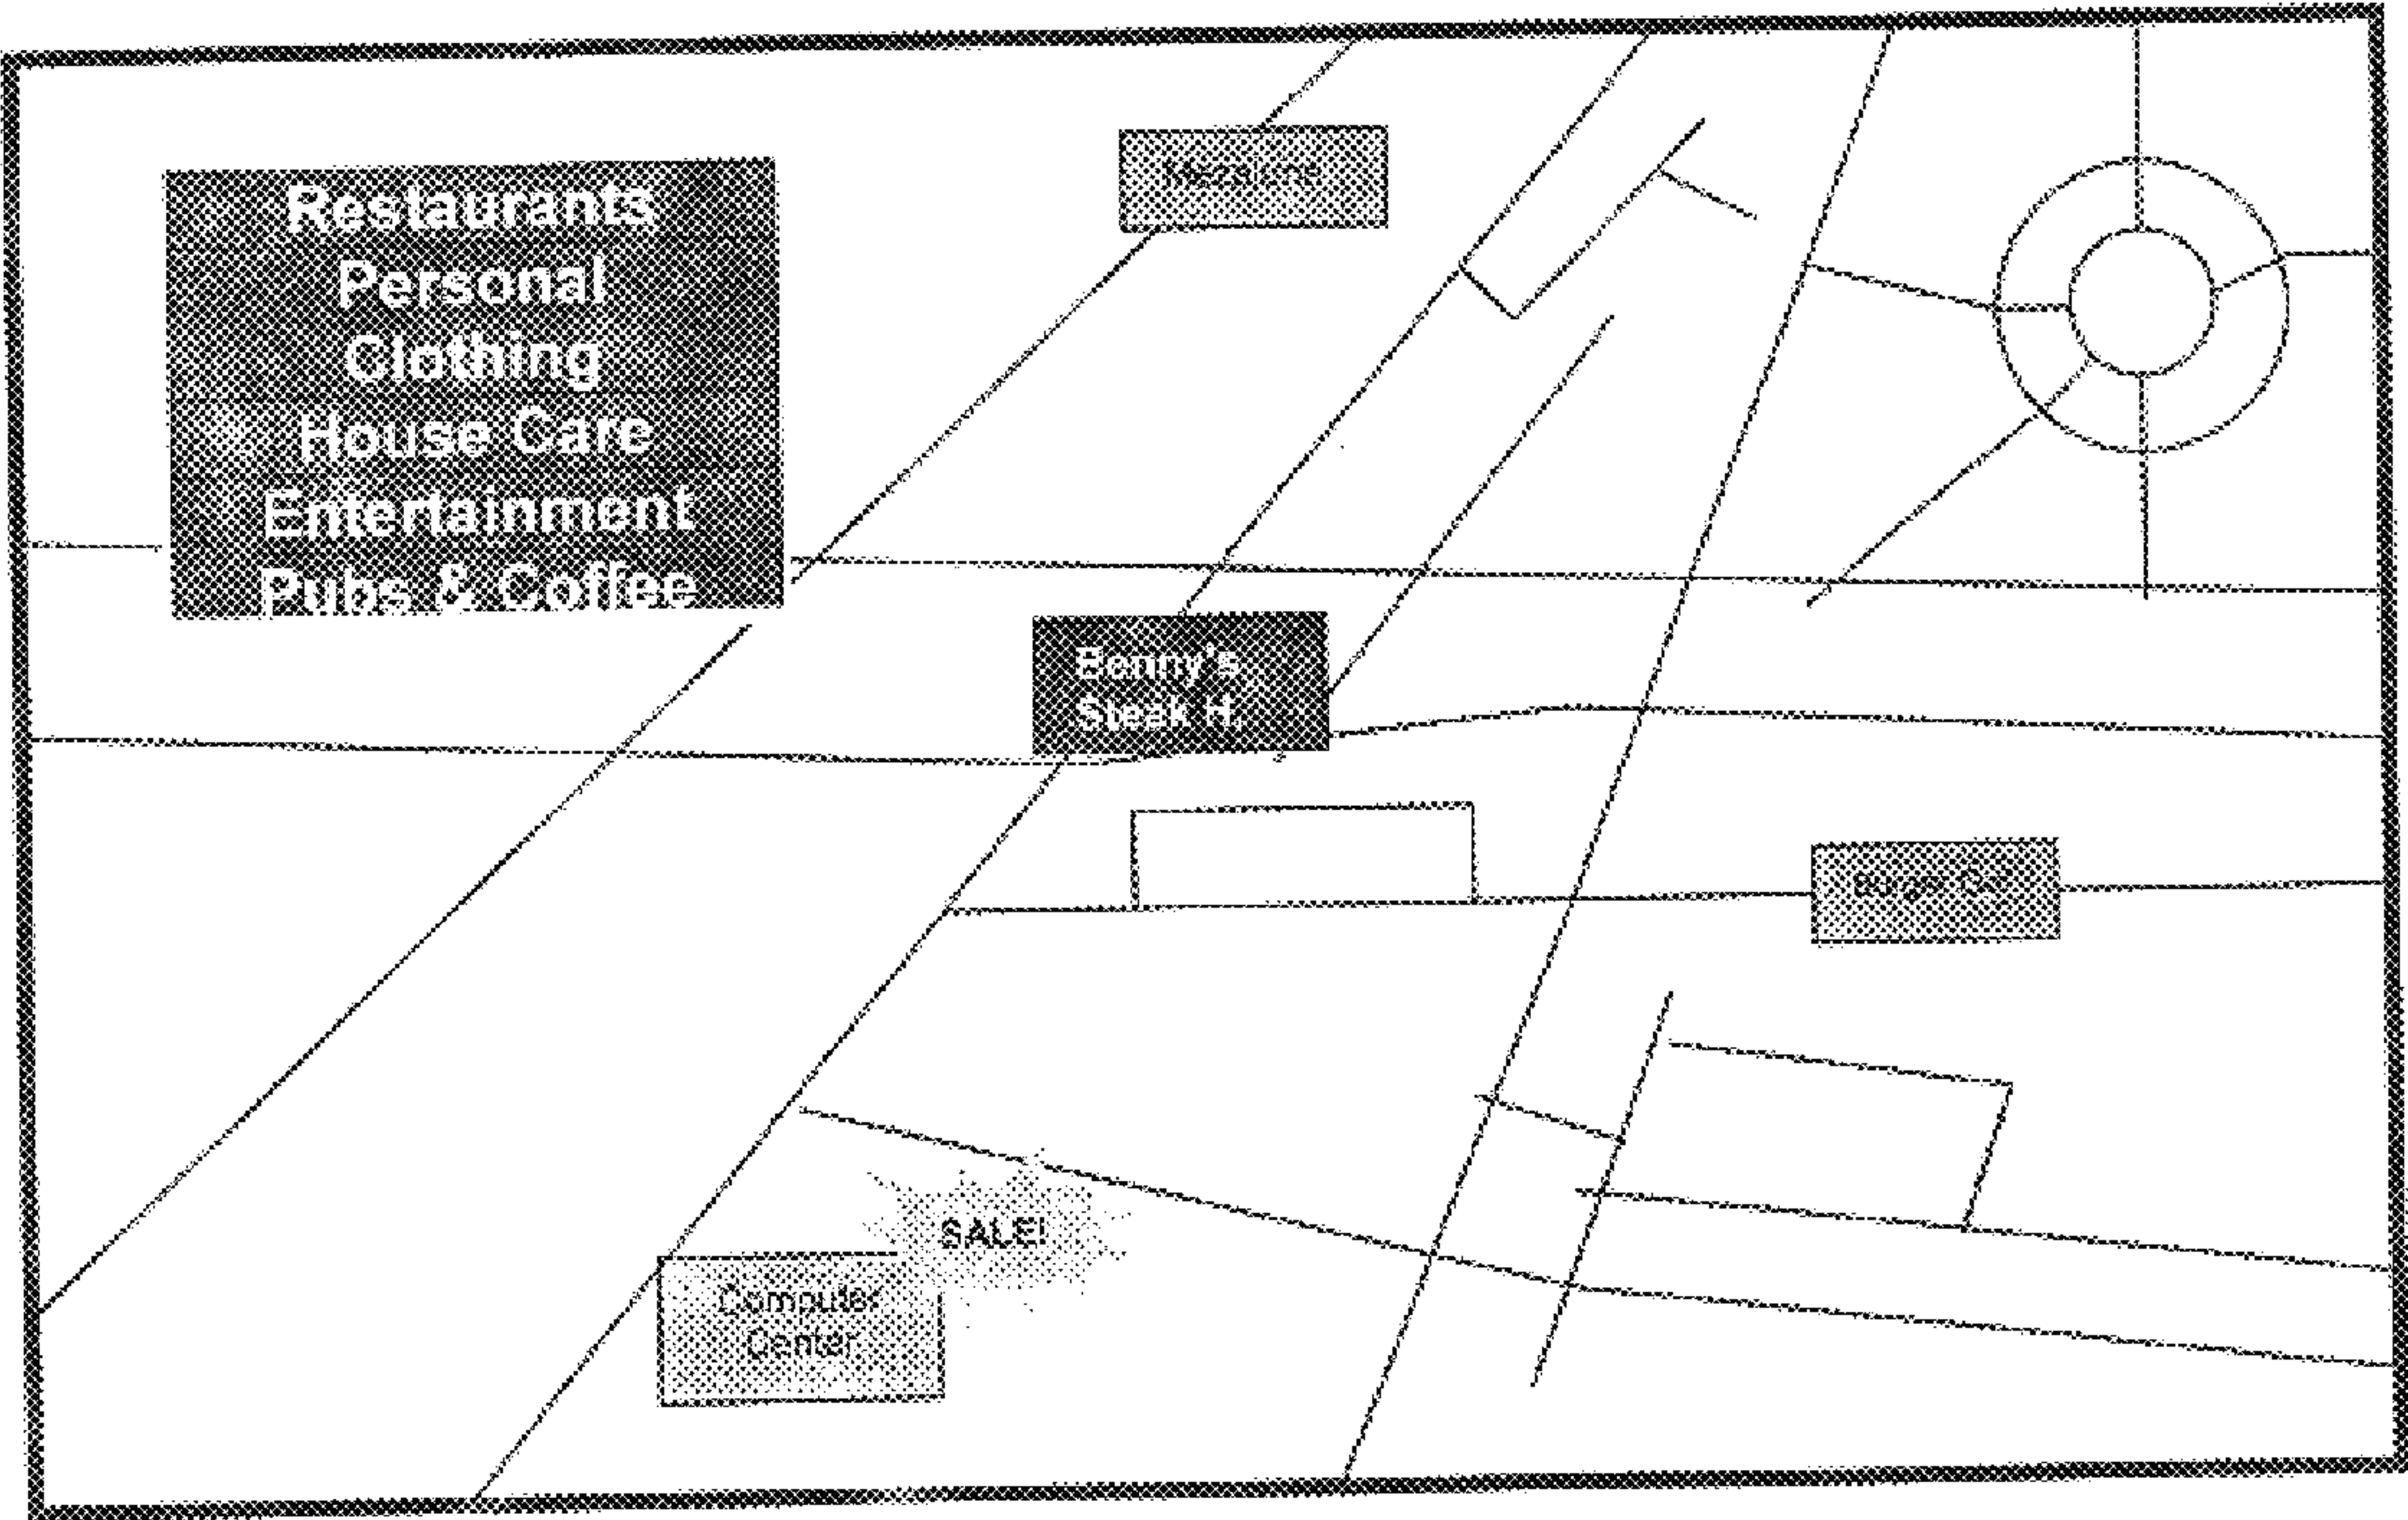 Restaurants
Personal
Clothing
House Care
Entertainment
Pubs & Coffee
Benny's
Steak H.
SALE!
Computer
Center